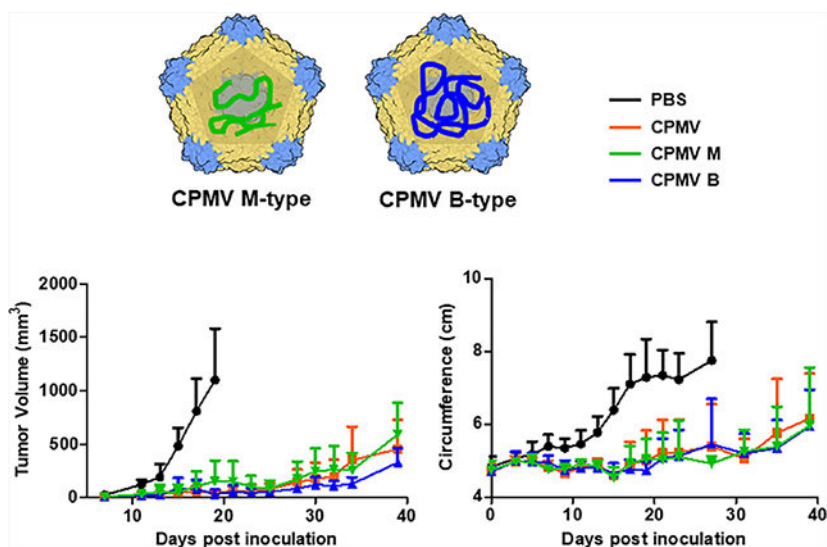 CPMV M-type
CPMV B-type
PBS
CPMV
CPMV M
CPMV B
Tumor Volume (mm³)
2000
1500
1000
500
0
10
20
30
40
Days post inoculation
Circumference (cm)
10
8
6
4
0
10
20
30
40
Days post inoculation